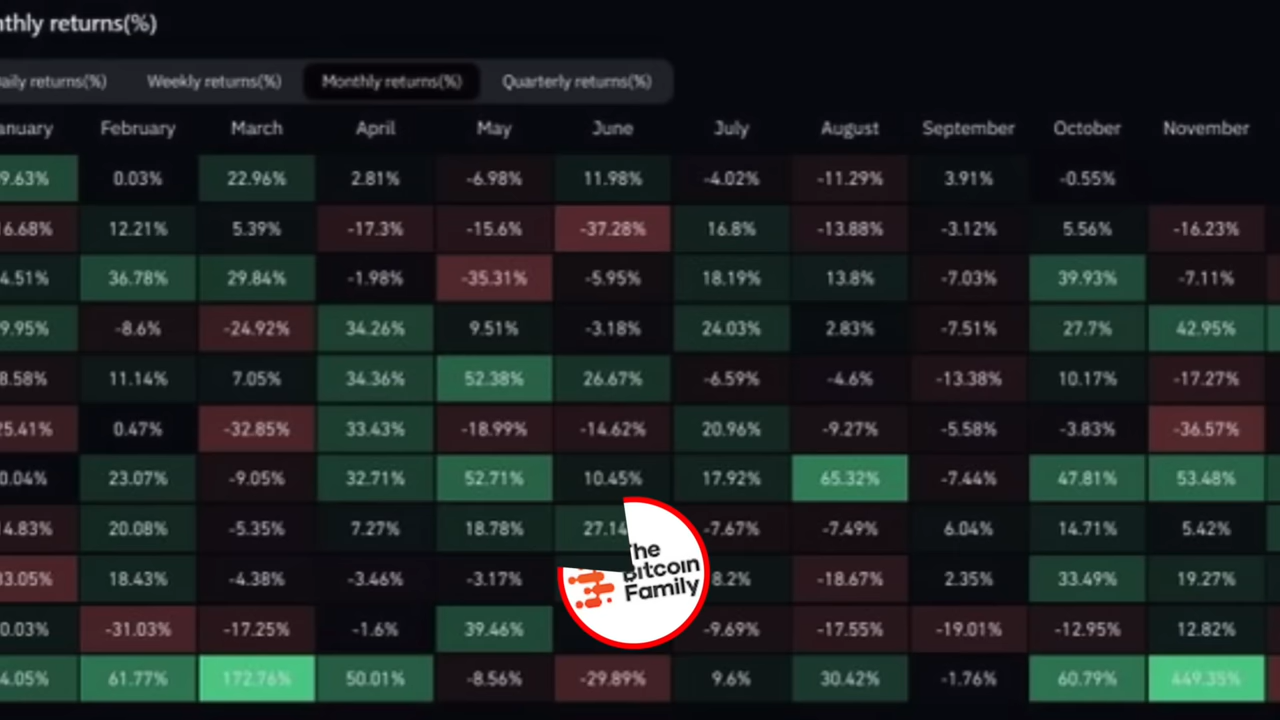 nthly returns(%)
aily returns(%) Weekly returns(%) Monthly returns(%) Quarterly returns(%)
anuary February March April May June July August September October November
9.63% 0.03% 22.96% 2.81% -6.98% 11.98% -4.02% -11.29% 3.91% -0.55%
6.68% 12.21% 5.39% -17.3% -15.6% -37.28% 16.8% -13.88% -3.12% 5.56% -16.23%
4.51% 36.78% 29.84% -1.98% -35.31% -5.95% 18.19% 13.8% -7.03% 39.93% -7.11%
9.95% -8.6% -24.92% 34.26% 9.51% -3.18% 24.03% 2.83% -7.51% 27.7% 42.95%
8.58% 11.14% 7.05% 34.36% 52.38% 26.67% -6.59% -4.6% -13.38% 10.17% -17.27%
25.41% 0.47% -32.85% 33.43% -18.99% -14.62% 20.96% -9.27% -5.58% -3.83% -36.57%
0.04% 23.07% -9.05% 32.71% 52.71% 10.45% 17.92% 65.32% -7.44% 47.81% 53.48%
4.83% 20.08% -5.35% 7.27% 18.78% 27.14 -7.67% -7.49% 6.04% 14.71% 5.42%
33.05% 18.43% -4.38% -3.46% -3.17% 8.2% -18.67% 2.35% 33.49% 19.27%
0.03% -31.03% -17.25% -1.6% 39.46% -9.69% -17.55% -19.01% -12.95% 12.82%
4.05% 61.77% 172.76% 50.01% -8.56% -29.89% 9.6% 30.42% -1.76% 60.79% 449.35%
The
Bitcoin
Family